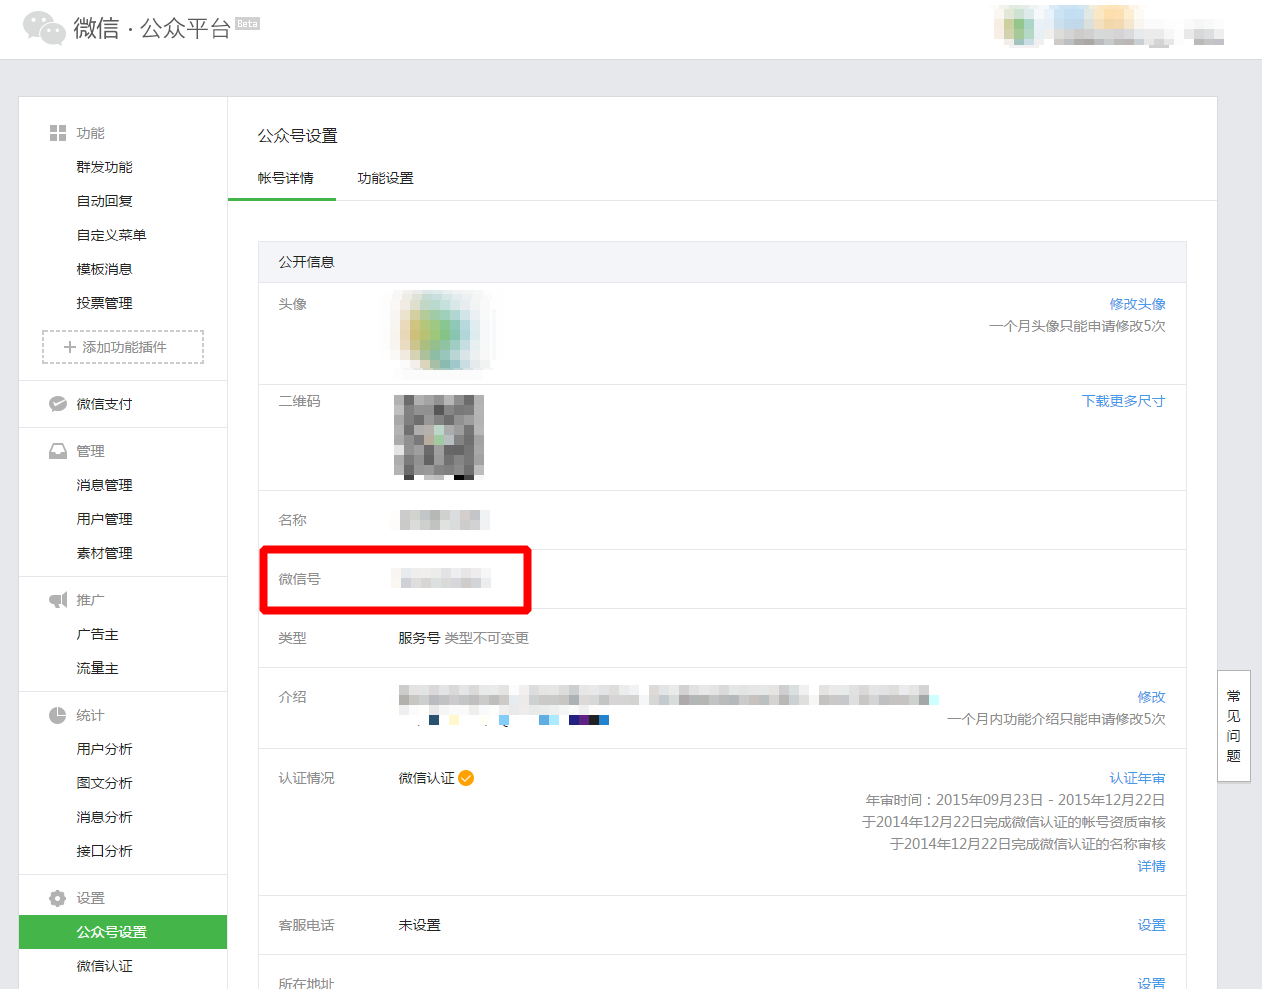 微信·公众平台 Beta
功能
群发功能
自动回复
自定义菜单
模板消息
投票管理
添加功能插件
微信支付
管理
消息管理
用户管理
素材管理
推广
广告主
流量主
统计
用户分析
图文分析
消息分析
接口分析
设置
公众号设置
微信认证
公众号设置
帐号详情 功能设置
公开信息
头像 修改头像
一个月头像只能申请修改5次
二维码 下载更多尺寸
名称
微信号
类型 服务号 类型不可变更
介绍 修改
一个月内功能介绍只能申请修改5次
认证情况 微信认证 认证年审
年审时间：2015年09月23日 - 2015年12月22日
于2014年12月22日完成微信认证的帐号资质审核
于2014年12月22日完成微信认证的名称审核
详情
客服电话 未设置 设置
所在地址 设置
常见问题